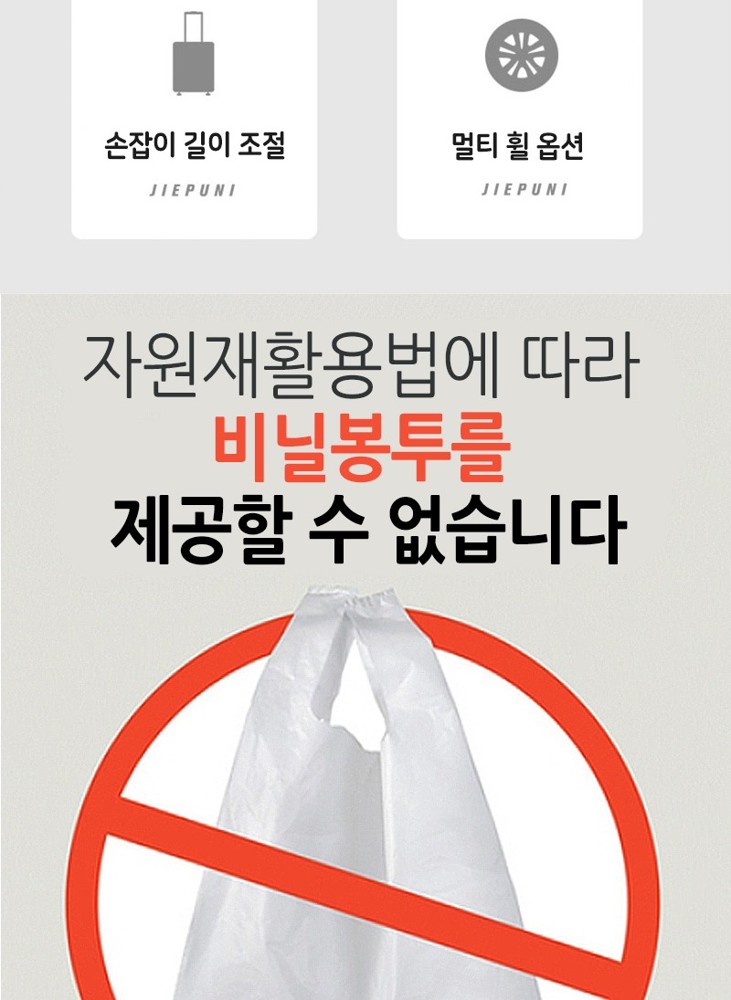 손잡이 길이 조절
JIEPUNI
멀티 휠 옵션
JIEPUNI
자원재활용법에 따라
비닐봉투를
제공할 수 없습니다